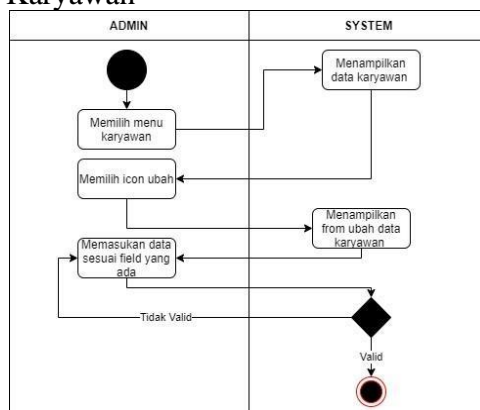 Karyawan
ADMIN
SYSTEM
Menampilkan
data karyawan
Memilih menu
karyawan
Memilih icon ubah
Menampilkan
from ubah data
karyawan
Memasukan data
sesuai field yang
ada
Tidak Valid
Valid